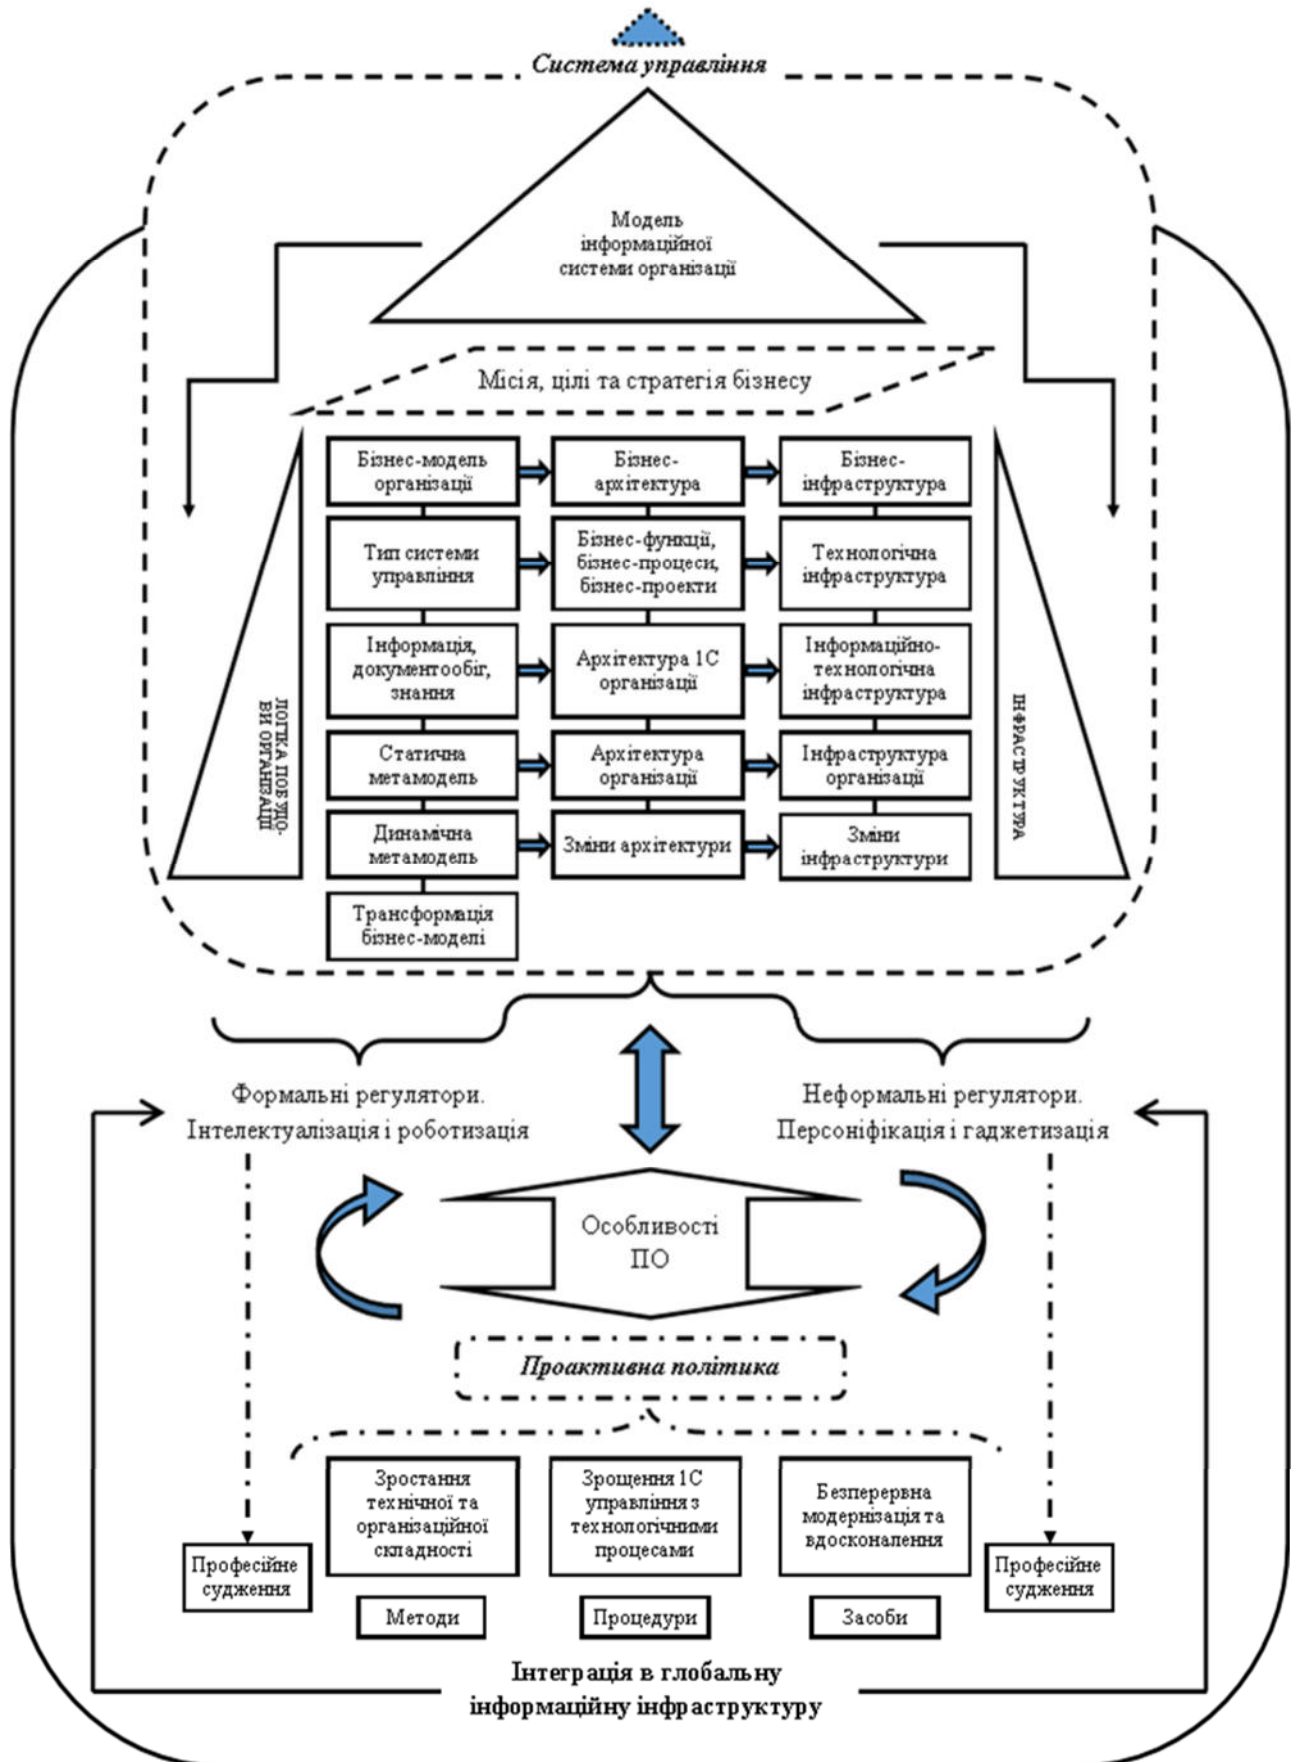 Система управління
Модель
інформаційної
системи організації
Місія, цілі та стратегія бізнесу
Бізнес-модель
організації
Бізнес-
архітектура
Бізнес-
інфраструктура
Тип системи
управління
Бізнес-функції,
бізнес-процеси,
бізнес-проекти
Технологічна
інфраструктура
Інформація,
документообіг,
знання
Архітектура 1С
організації
Інформаційно-
технологічна
інфраструктура
Статична
метамодель
Архітектура
організації
Інфраструктура
організації
Динамічна
метамодель
Зміни архітектури
Зміни
інфраструктури
Трансформація
бізнес-моделі
ЛОГІКА ПОБУДО-
ВИ ОРГАНІЗАЦІЇ
ІНФРАСТРУКТУРА
Формальні регулятори.
Інтелектуалізація і роботизація
Неформальні регулятори.
Персоніфікація і гаджетизація
Особливості
ПО
Проактивна політика
Зростання
технічної та
організаційної
складності
Зрощення 1С
управління з
технологічними
процесами
Безперервна
модернізація та
вдосконалення
Професійне
судження
Професійне
судження
Методи
Процедури
Засоби
Інтеграція в глобальну
інформаційну інфраструктуру